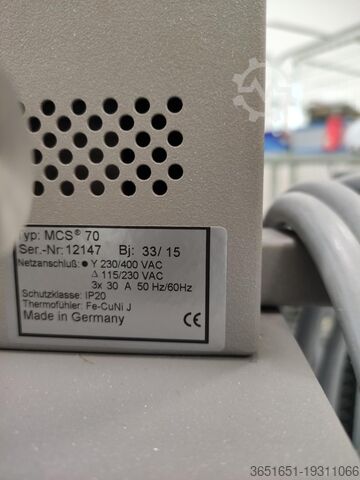 Typ: MCS® 70
Ser.-Nr: 12147 Bj: 33/ 15
Netzanschluß: ● Y 230/400 VAC
Δ 115/230 VAC
3x 30 A 50 Hz/60Hz
Schutzklasse: IP20
Thermofühler: Fe-CuNi J
Made in Germany CE
3651651-19311066